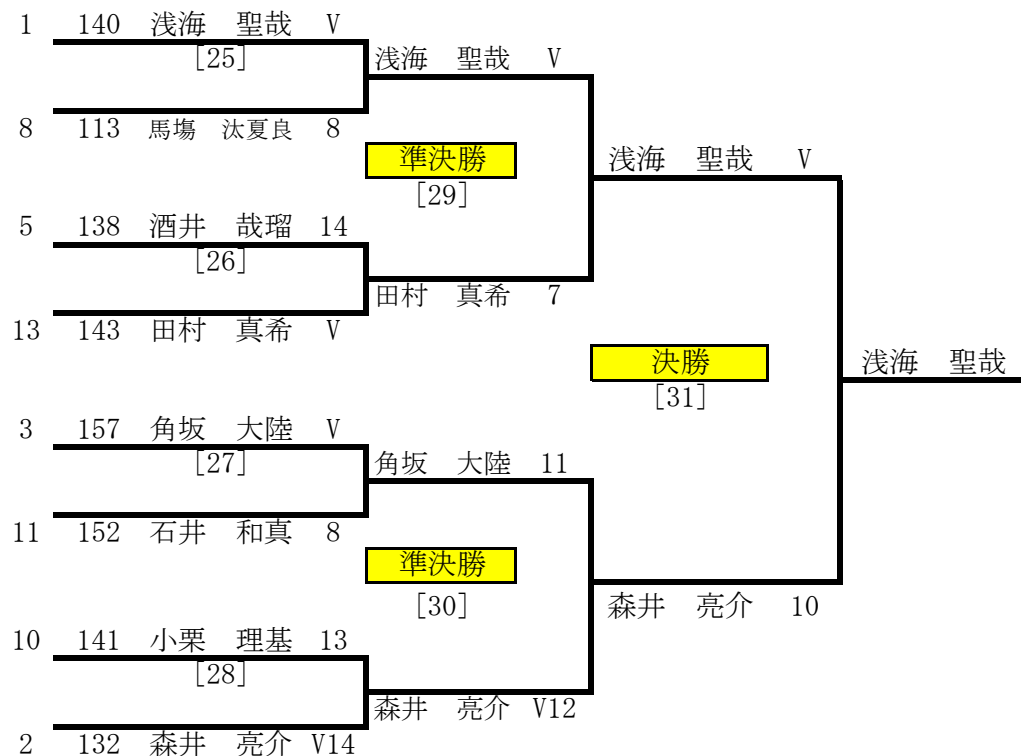 1 140 浅海 聖哉 V
[25]
浅海 聖哉 V
8 113 馬塲 汰夏良 8
準決勝
[29]
浅海 聖哉 V
5 138 酒井 哉瑠 14
[26]
田村 真希 7
13 143 田村 真希 V
決勝
[31]
浅海 聖哉
3 157 角坂 大陸 V
[27]
角坂 大陸 11
11 152 石井 和真 8
準決勝
[30]
森井 亮介 10
10 141 小栗 理基 13
[28]
森井 亮介 V12
2 132 森井 亮介 V14